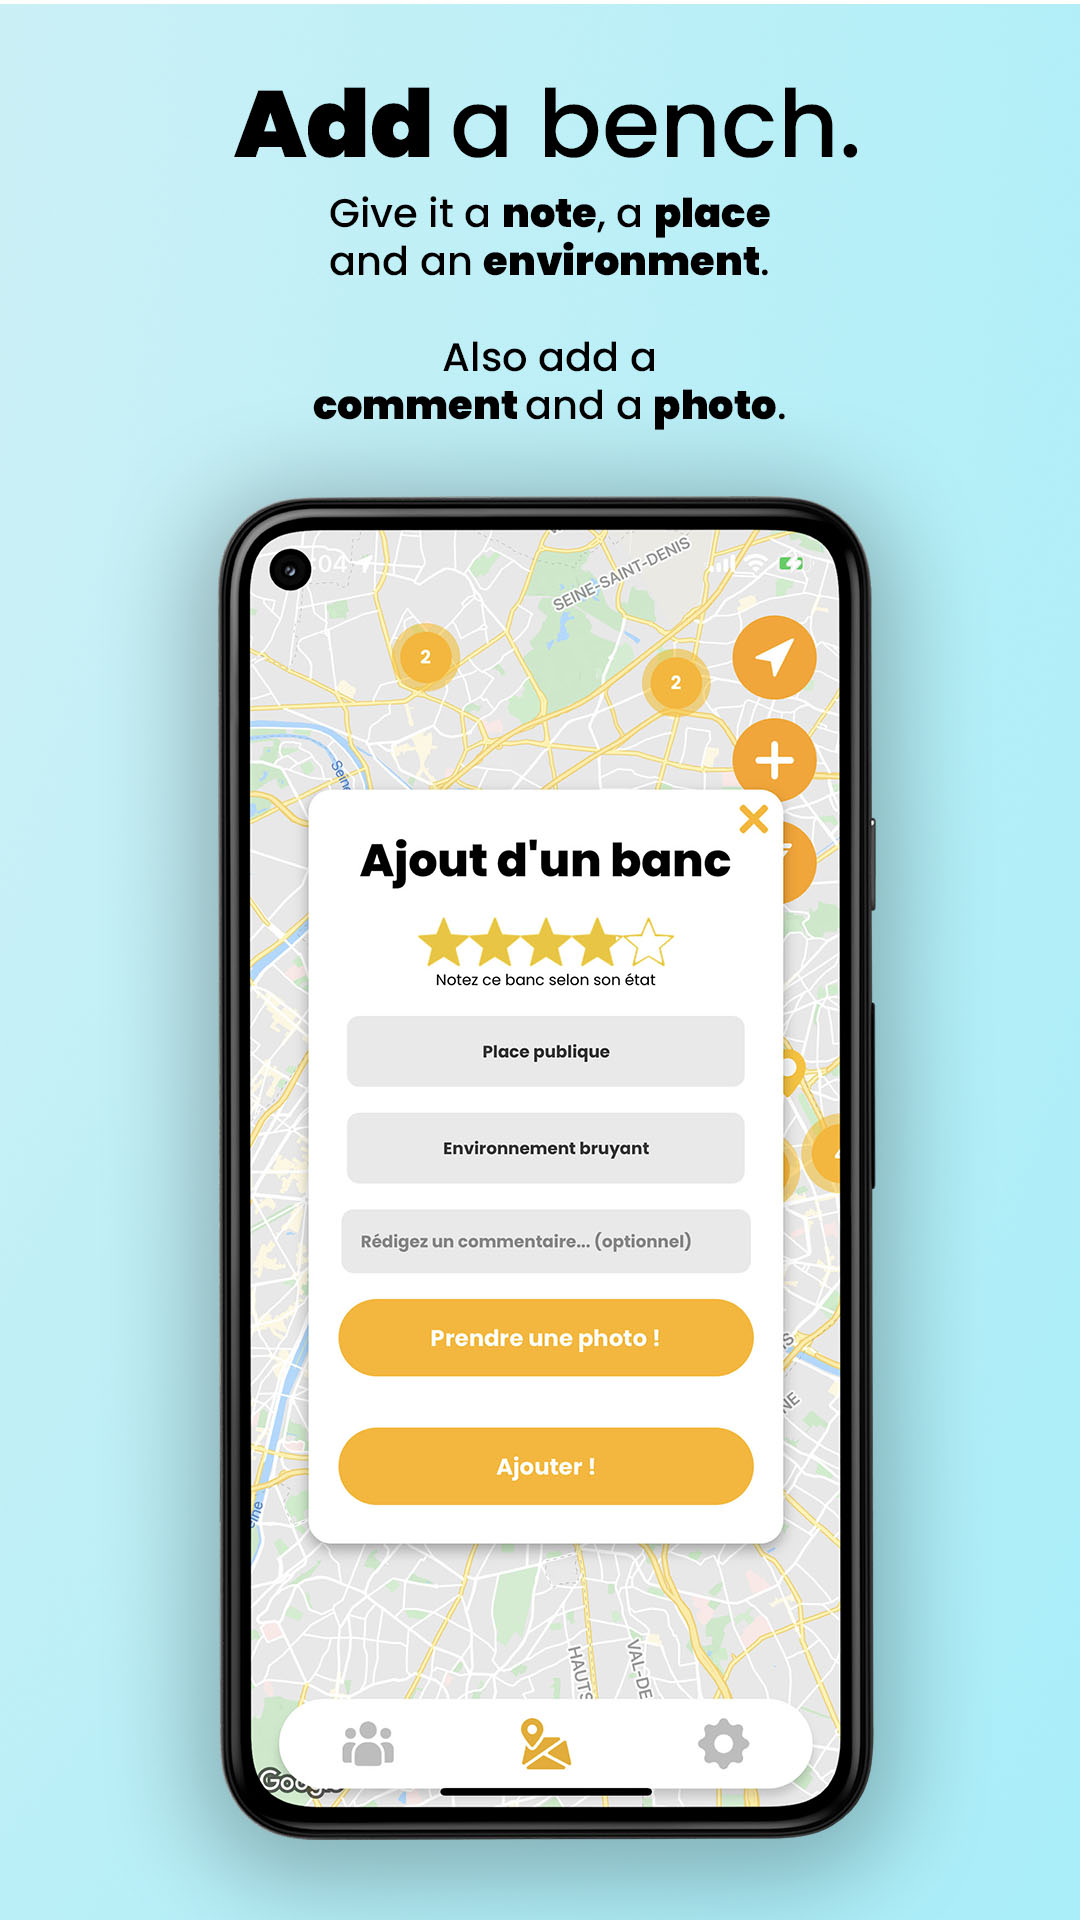 Add a bench.
Give it a note, a place
and an environment.
Also add a
comment and a photo.
:04
SEINE-SAINT-DENIS
2
2
Seine
Ajout d'un banc
Notez ce banc selon son état
Place publique
Environnement bruyant
Rédigez un commentaire... (optionnel)
Prendre une photo !
Ajouter !
HAUTS
VAL-DE
Google